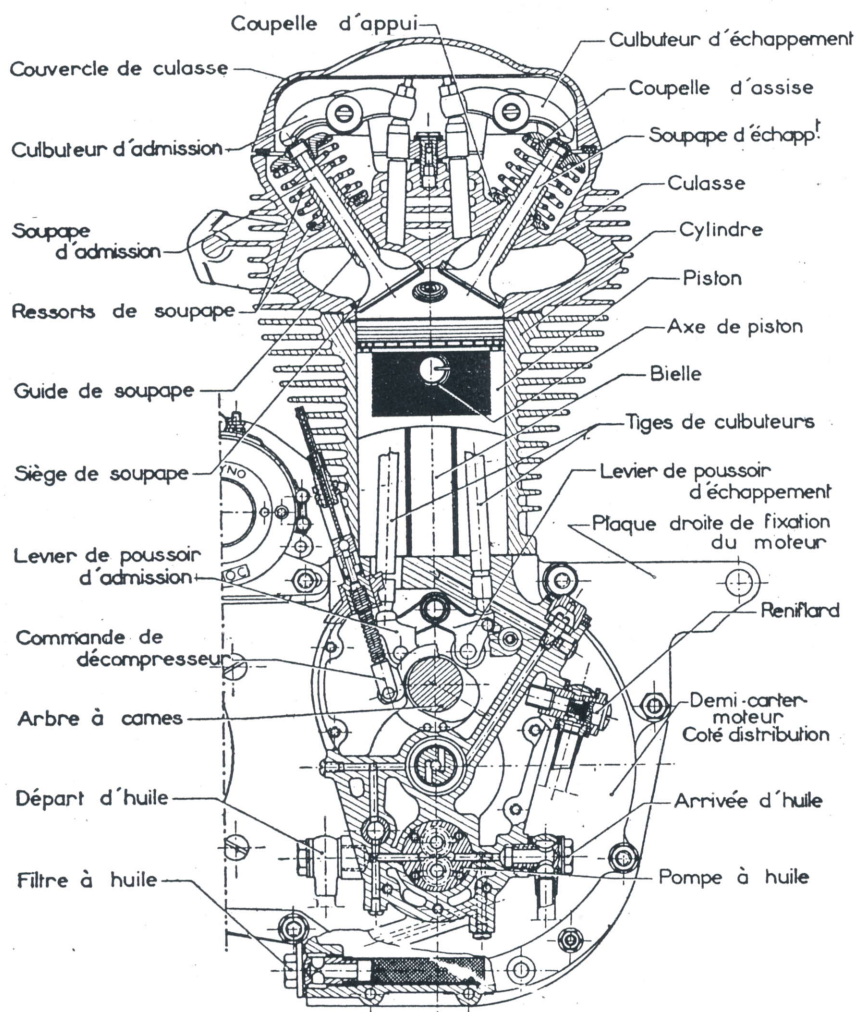 Coupelle d'appui
Culbuteur d'échappement
Couvercle de culasse
Coupelle d'assise
Culbuteur d'admission
Soupape d'échappt
Culasse
Soupape
d'admission
Cylindre
Piston
Ressorts de soupape
Axe de piston
Bielle
Guide de soupape
Tiges de culbuteurs
Siège de soupape
Levier de poussoir
d'échappement
YNO
Plaque droite de fixation
du moteur
Levier de poussoir
d'admission
Reniflard
Commande de
décompresseur
Arbre à cames
Demi-carter-
moteur
Coté distribution
Départ d'huile
Arrivée d'huile
Filtre à huile
Pompe à huile